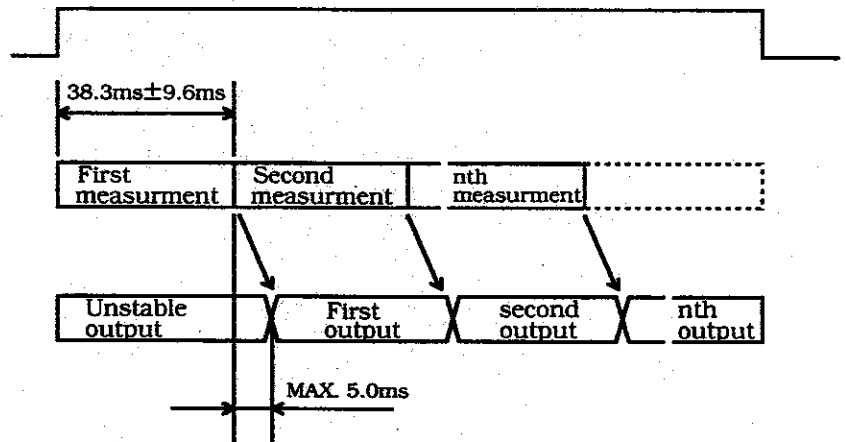 38.3ms±9.6ms
First
measurment
Second
measurment
nth
measurment
Unstable
output
First
output
second
output
nth
output
MAX. 5.0ms